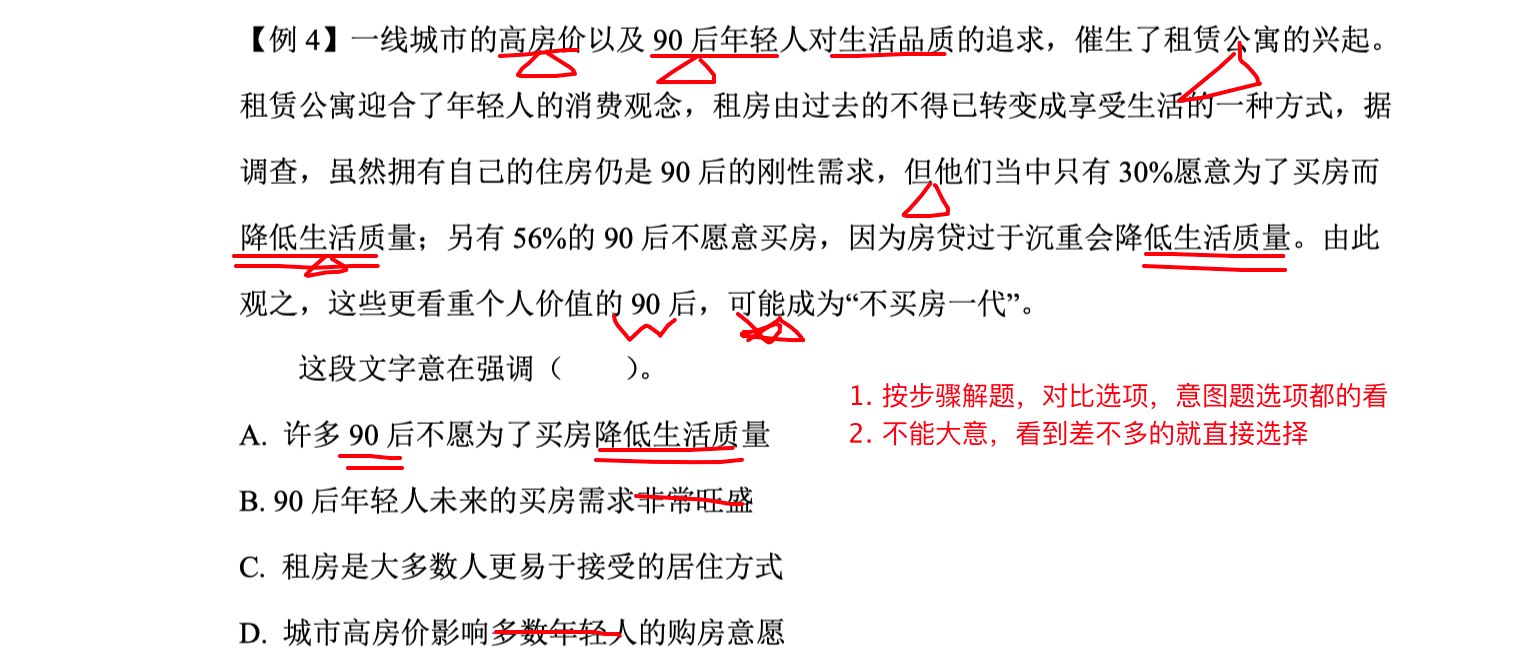 【例 4】一线城市的高房价以及 90 后年轻人对生活品质的追求，催生了租赁公寓的兴起。
租赁公寓迎合了年轻人的消费观念，租房由过去的不得已转变成享受生活的一种方式，据
调查，虽然拥有自己的住房仍是 90 后的刚性需求，但他们当中只有 30%愿意为了买房而
降低生活质量；另有 56%的 90 后不愿意买房，因为房贷过于沉重会降低生活质量。由此
观之，这些更看重个人价值的 90 后，可能成为“不买房一代”。
这段文字意在强调（　　）。
1. 按步骤解题，对比选项，意图题选项都的看
A. 许多 90 后不愿为了买房降低生活质量
2. 不能大意，看到差不多的就直接选择
B. 90 后年轻人未来的买房需求非常旺盛
C. 租房是大多数人更易于接受的居住方式
D. 城市高房价影响多数年轻人的购房意愿